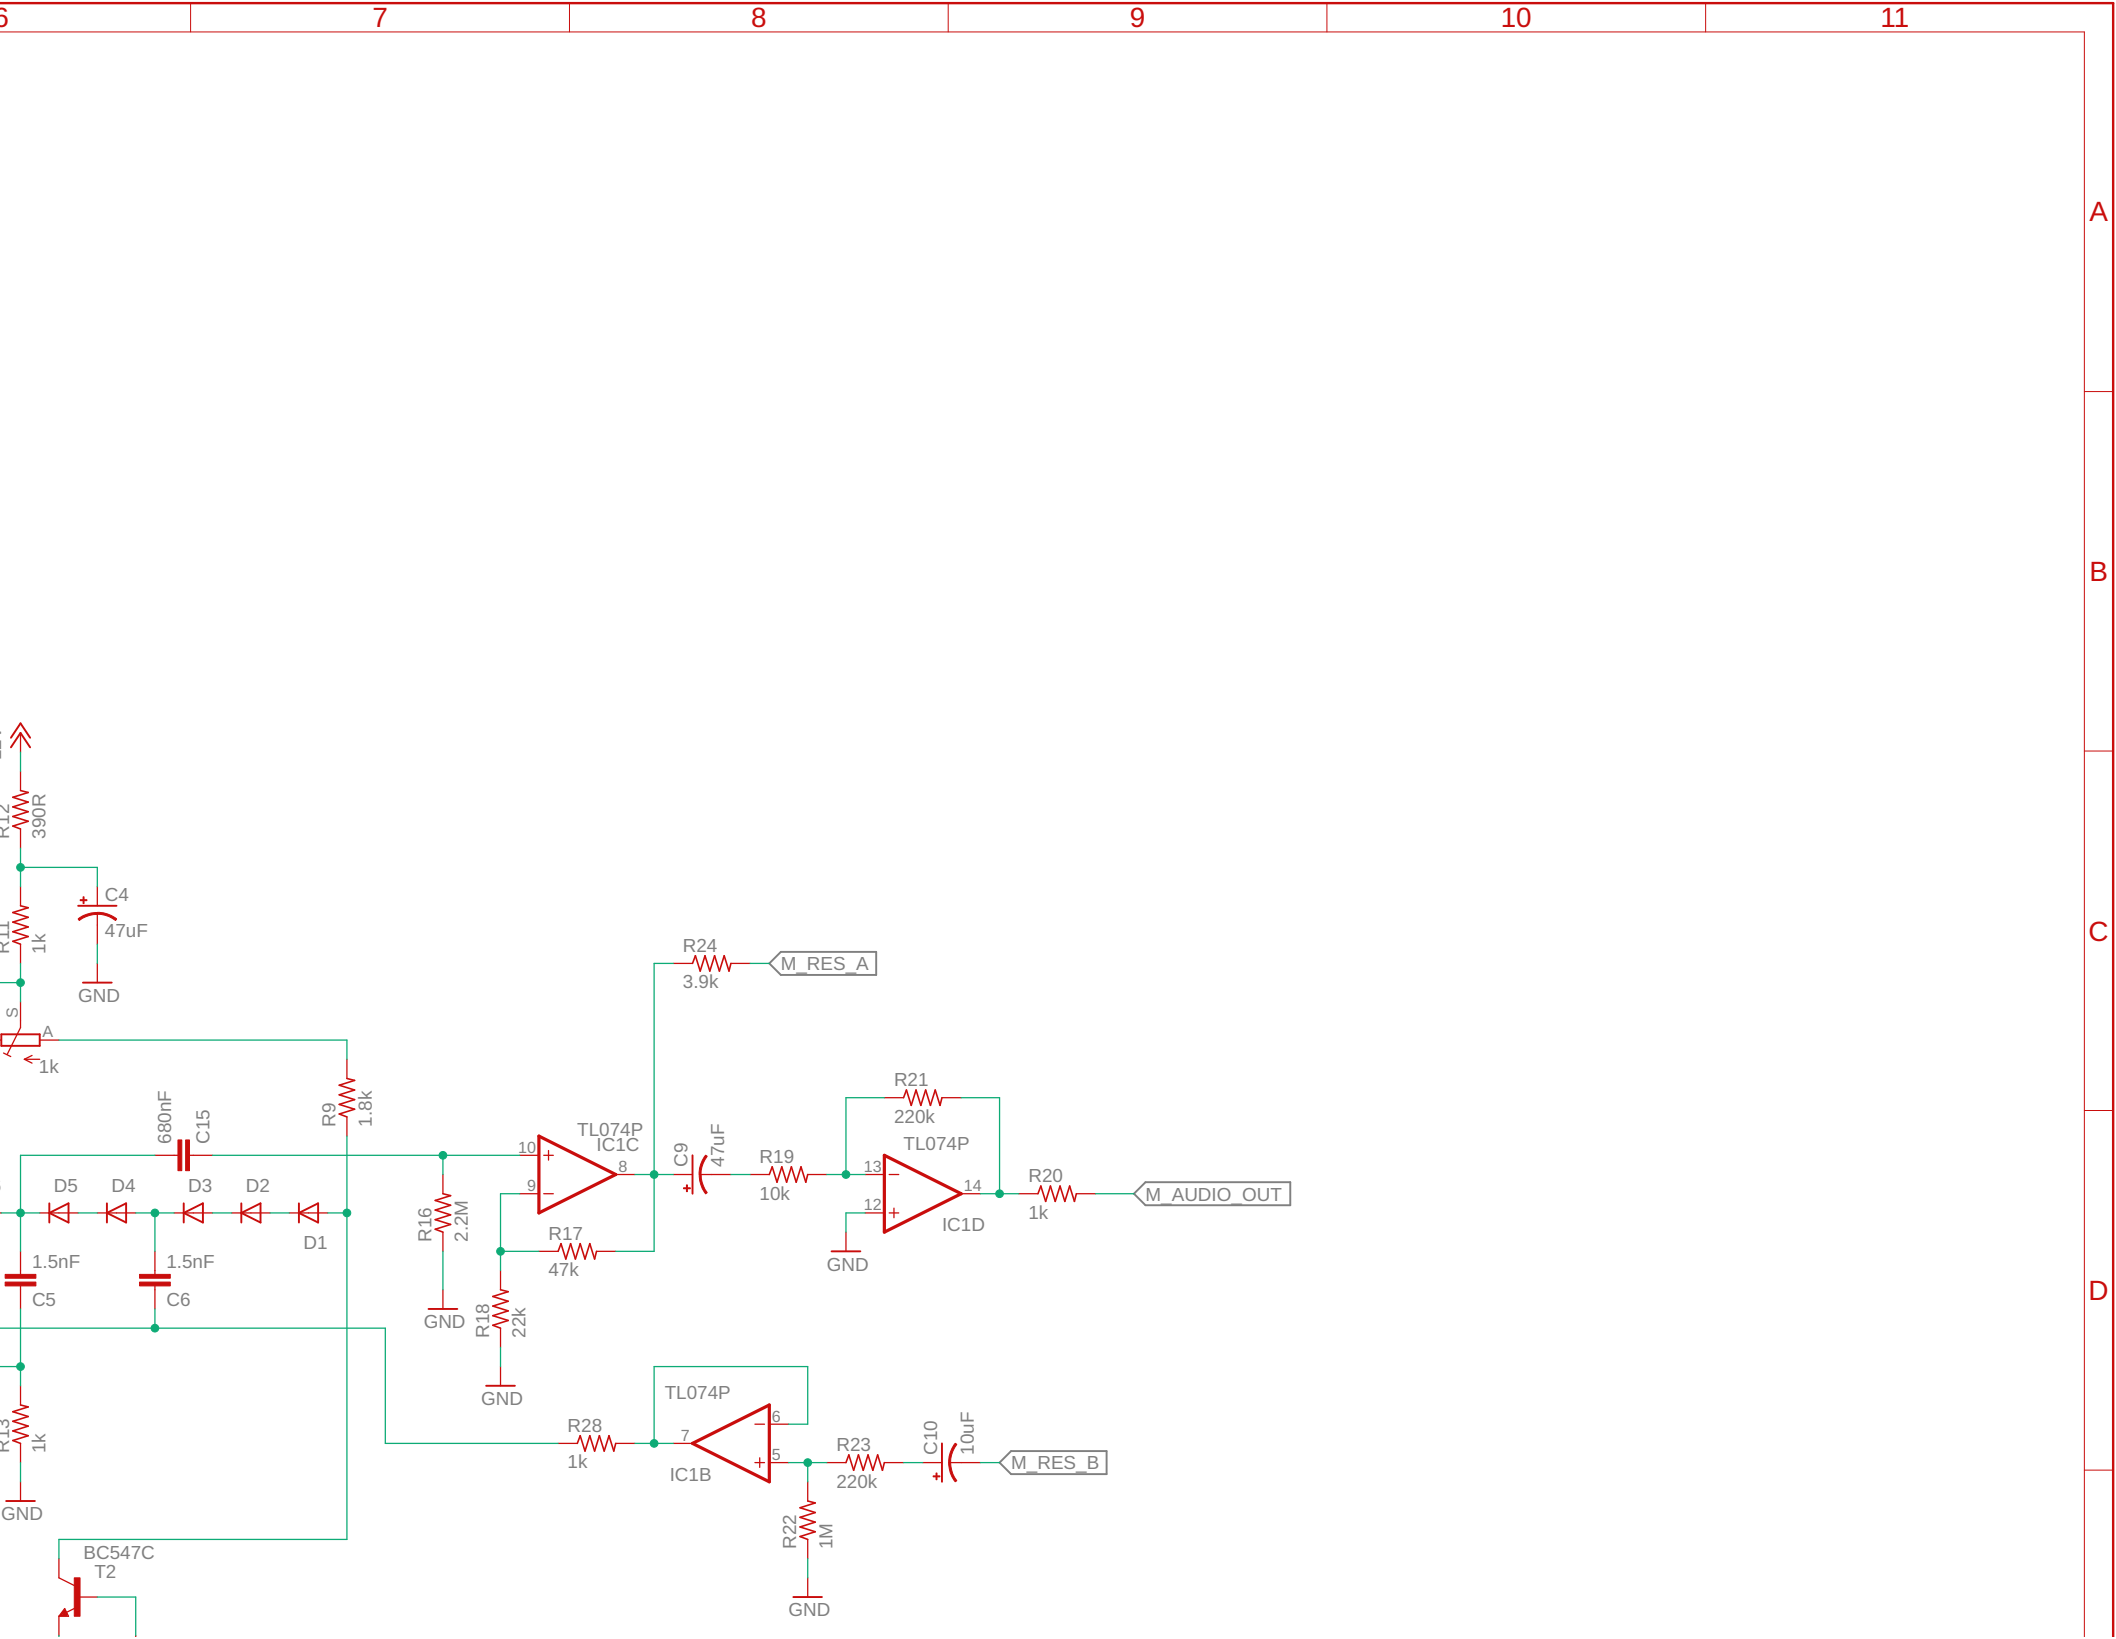 6 7 8 9 10 11
A
B
R12
390R
C4
47uF
R11
1k
GND
C
R24
M_RES_A
3.9k
S
A
1k
R9
1.8k
R21
220k
680nF
C15
TL074P
IC1C
10
8
9
C9
47uF
R19
10k
TL074P
13
12
14
IC1D
R20
1k
M_AUDIO_OUT
D5 D4 D3 D2
D1
R16
2.2M
R17
47k
GND
1.5nF
C5
1.5nF
C6
D
GND
R18
22k
GND
TL074P
R28
1k
7
6
5
IC1B
R23
220k
C10
10uF
M_RES_B
R13
1k
GND
R22
1M
GND
BC547C
T2